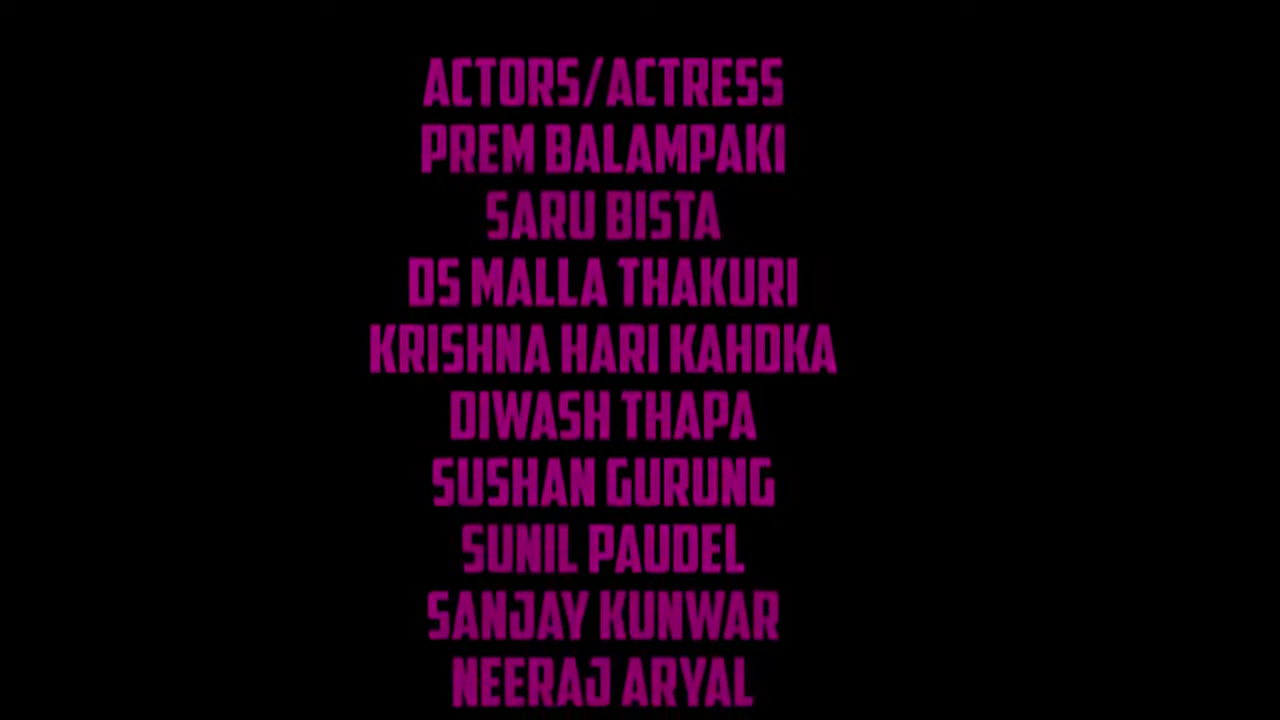 ACTORS/ACTRESS
PREM BALAMPAKI
SARU BISTA
DS MALLA THAKURI
KRISHNA HARI KAHDKA
DIWASH THAPA
SUSHAN GURUNG
SUNIL PAUDEL
SANJAY KUNWAR
NEERAJ ARYAL